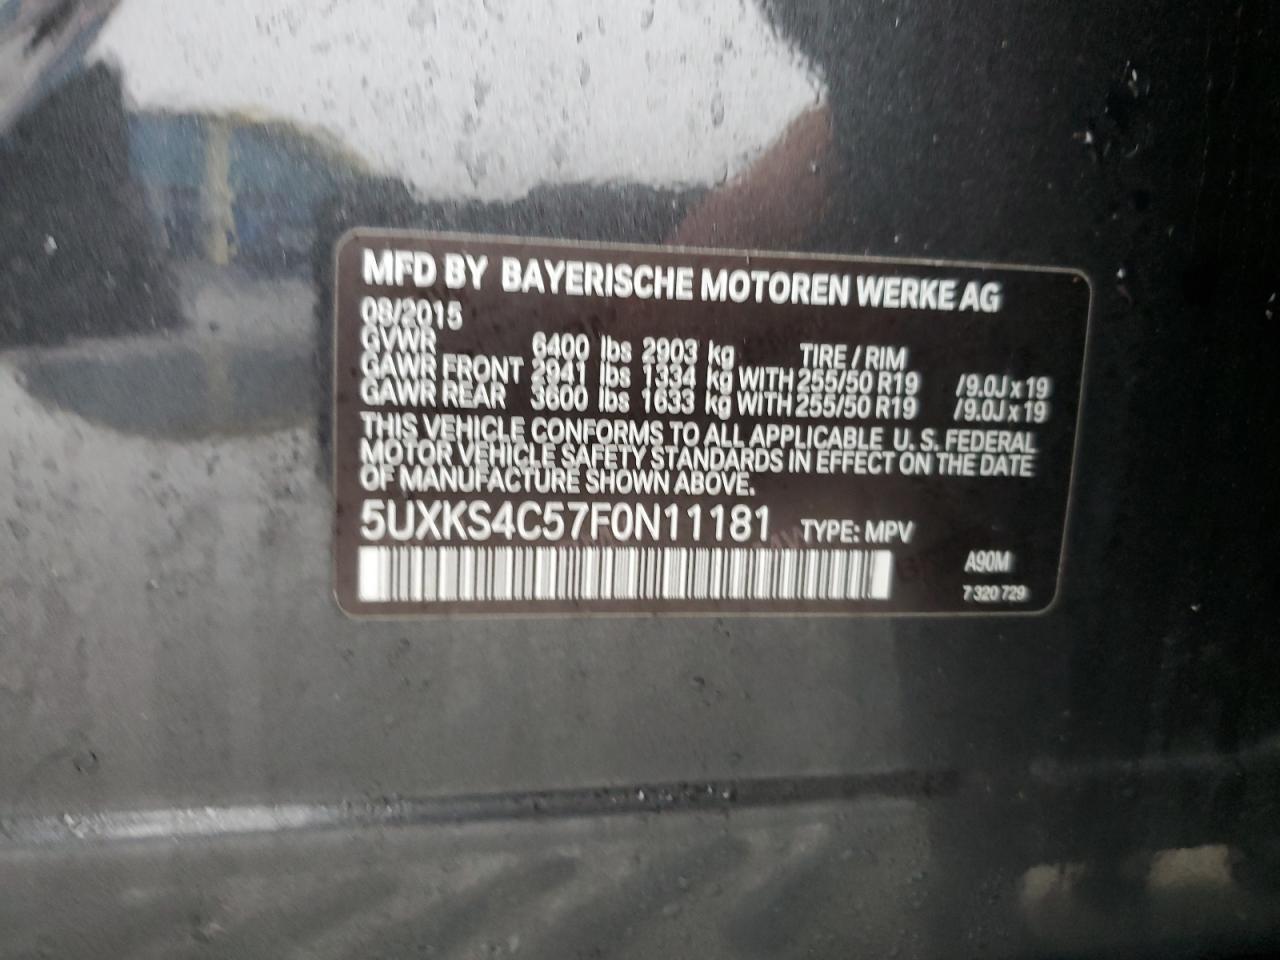 MFD BY BAYERISCHE MOTOREN WERKE AG
08/2015
GVWR 6400 lbs 2903 kg TIRE / RIM
GAWR FRONT 2941 lbs 1334 kg WITH 255/50 R19 /9.0J x 19
GAWR REAR 3600 lbs 1633 kg WITH 255/50 R19 /9.0J x 19
THIS VEHICLE CONFORMS TO ALL APPLICABLE U. S. FEDERAL
MOTOR VEHICLE SAFETY STANDARDS IN EFFECT ON THE DATE
OF MANUFACTURE SHOWN ABOVE.
5UXKS4C57F0N11181 TYPE: MPV
A90M
7 320 729